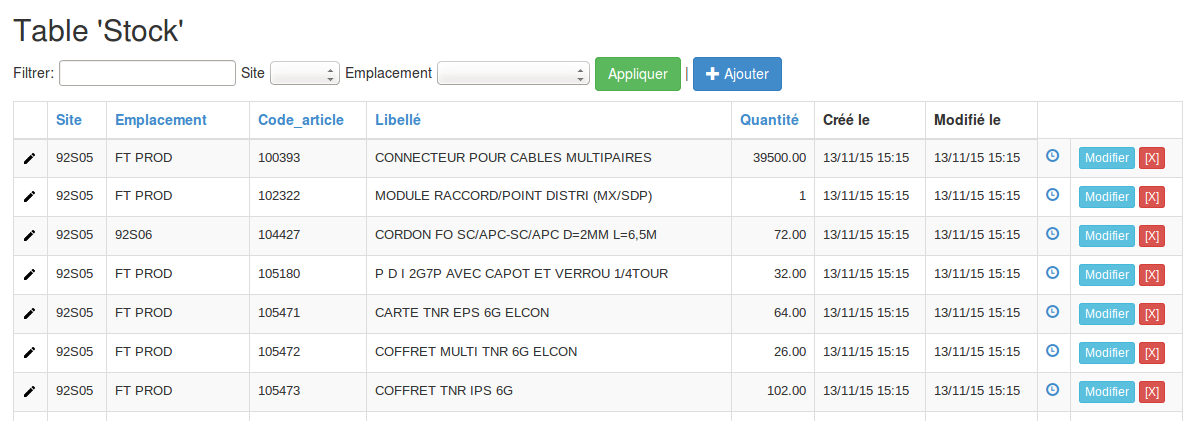 Table 'Stock'
Filtrer: Site Emplacement Appliquer | Ajouter
Site Emplacement Code_article Libellé Quantité Créé le Modifié le
92S05 FT PROD 100393 CONNECTEUR POUR CABLES MULTIPAIRES 39500.00 13/11/15 15:15 13/11/15 15:15 Modifier [X]
92S05 FT PROD 102322 MODULE RACCORD/POINT DISTRI (MX/SDP) 1 13/11/15 15:15 13/11/15 15:15 Modifier [X]
92S05 92S06 104427 CORDON FO SC/APC-SC/APC D=2MM L=6,5M 72.00 13/11/15 15:15 13/11/15 15:15 Modifier [X]
92S05 FT PROD 105180 P D I 2G7P AVEC CAPOT ET VERROU 1/4TOUR 32.00 13/11/15 15:15 13/11/15 15:15 Modifier [X]
92S05 FT PROD 105471 CARTE TNR EPS 6G ELCON 64.00 13/11/15 15:15 13/11/15 15:15 Modifier [X]
92S05 FT PROD 105472 COFFRET MULTI TNR 6G ELCON 26.00 13/11/15 15:15 13/11/15 15:15 Modifier [X]
92S05 FT PROD 105473 COFFRET TNR IPS 6G 102.00 13/11/15 15:15 13/11/15 15:15 Modifier [X]